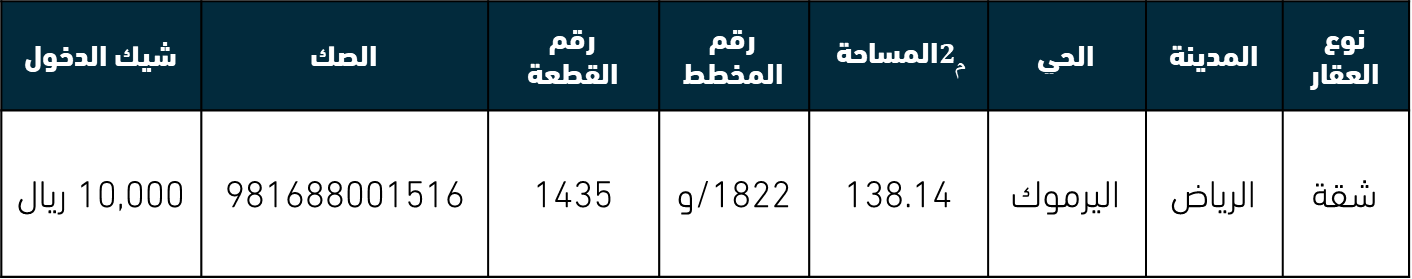 نوع العقار
المدينة
الحي
المساحة م2
رقم المخطط
رقم القطعة
الصك
شيك الدخول
شقة
الرياض
اليرموك
138.14
1822/و
1435
981688001516
10,000 ريال